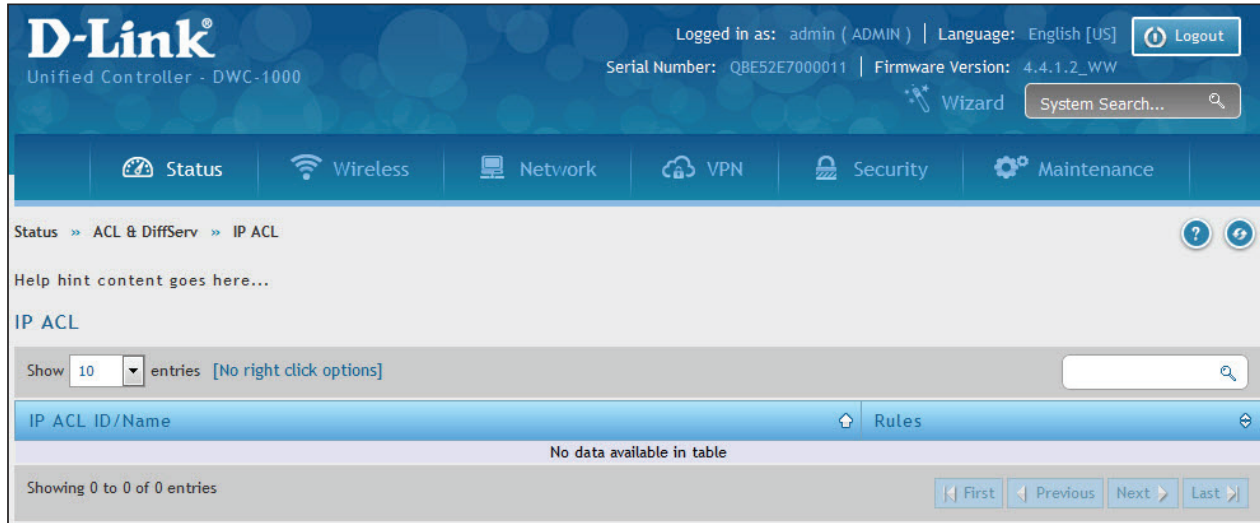 D-Link®
Logged in as: admin ( ADMIN ) | Language: English [US] Logout
Unified Controller - DWC-1000
Serial Number: QBE52E7000011 | Firmware Version: 4.4.1.2_WW
Wizard System Search...
Status Wireless Network VPN Security Maintenance
Status » ACL & DiffServ » IP ACL
Help hint content goes here...
IP ACL
Show 10 entries [No right click options]
IP ACL ID/Name Rules
No data available in table
Showing 0 to 0 of 0 entries First Previous Next Last